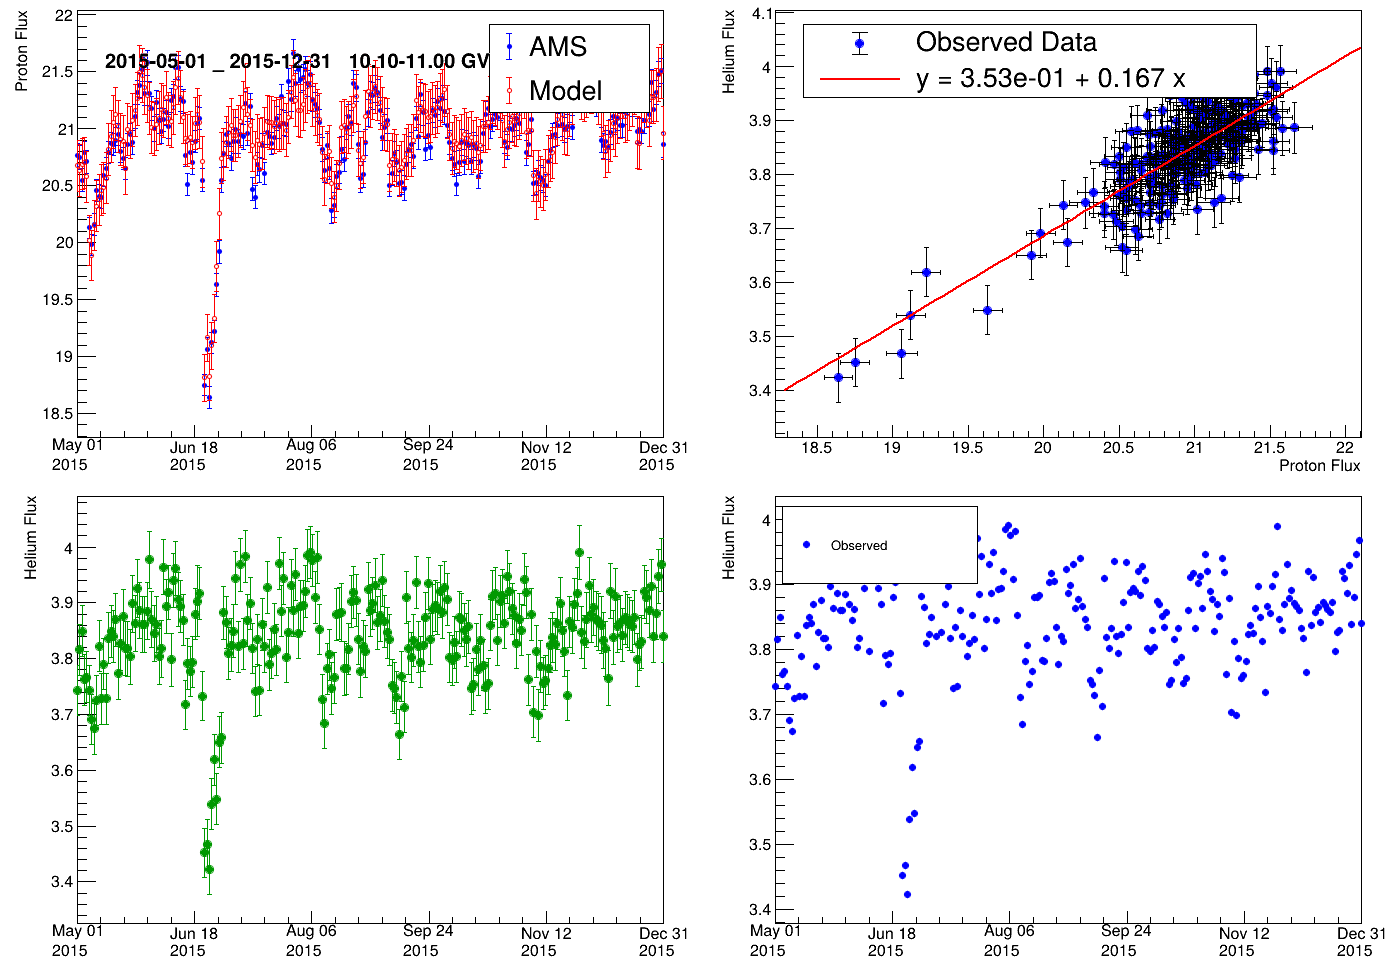 Proton Flux
22
21.5
21
20.5
20
19.5
19
18.5
2015-05-01 _ 2015-12-31 10.10-11.00 GV
AMS
Model
May 01
2015
Jun 18
2015
Aug 06
2015
Sep 24
2015
Nov 12
2015
Dec 31
2015
Helium Flux
4.1
4
3.9
3.8
3.7
3.6
3.5
3.4
Observed Data
y = 3.53e-01 + 0.167 x
18.5 19 19.5 20 20.5 21 21.5 22
Proton Flux
Helium Flux
4
3.9
3.8
3.7
3.6
3.5
3.4
May 01
2015
Jun 18
2015
Aug 06
2015
Sep 24
2015
Nov 12
2015
Dec 31
2015
Helium Flux
4
3.9
3.8
3.7
3.6
3.5
3.4
Observed
May 01
2015
Jun 18
2015
Aug 06
2015
Sep 24
2015
Nov 12
2015
Dec 31
2015